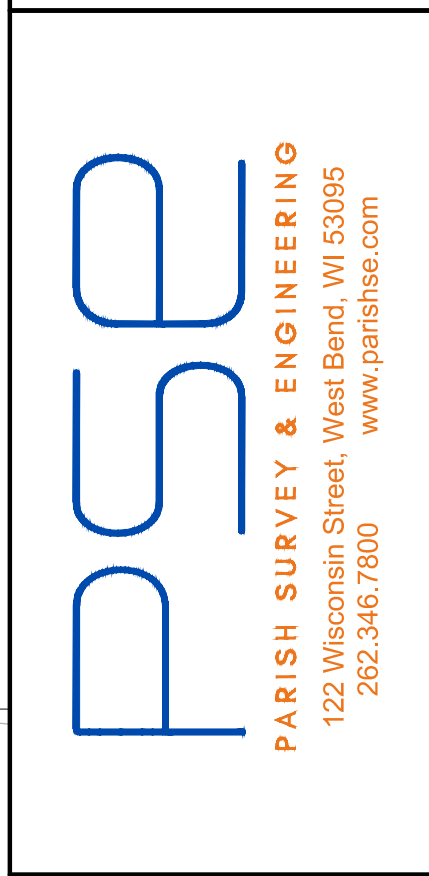 PSE
PARISH SURVEY & ENGINEERING
122 Wisconsin Street, West Bend, WI 53095
262.346.7800 www.parishse.com